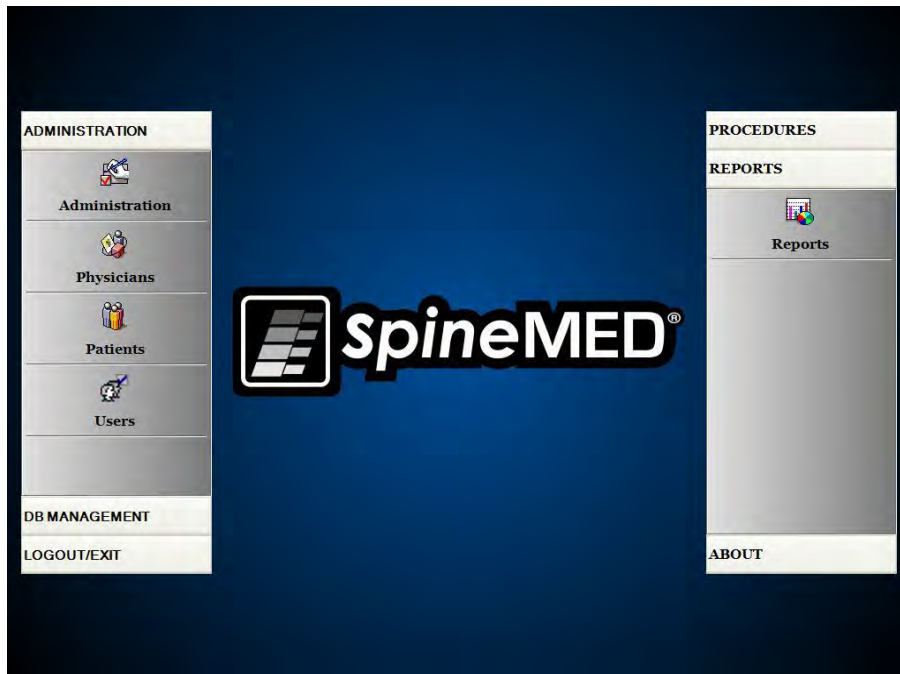 ADMINISTRATION
Administration
Physicians
Patients
Users
DB MANAGEMENT
LOGOUT/EXIT
SpineMED®
PROCEDURES
REPORTS
Reports
ABOUT